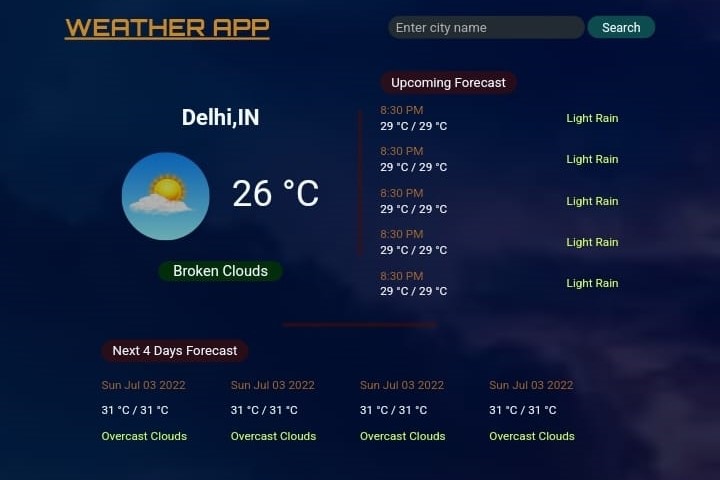 WEATHER APP
Enter city name
Search
Delhi,IN
26 °C
Broken Clouds
Upcoming Forecast
8:30 PM
29 °C / 29 °C
Light Rain
8:30 PM
29 °C / 29 °C
Light Rain
8:30 PM
29 °C / 29 °C
Light Rain
8:30 PM
29 °C / 29 °C
Light Rain
8:30 PM
29 °C / 29 °C
Light Rain
Next 4 Days Forecast
Sun Jul 03 2022
31 °C / 31 °C
Overcast Clouds
Sun Jul 03 2022
31 °C / 31 °C
Overcast Clouds
Sun Jul 03 2022
31 °C / 31 °C
Overcast Clouds
Sun Jul 03 2022
31 °C / 31 °C
Overcast Clouds